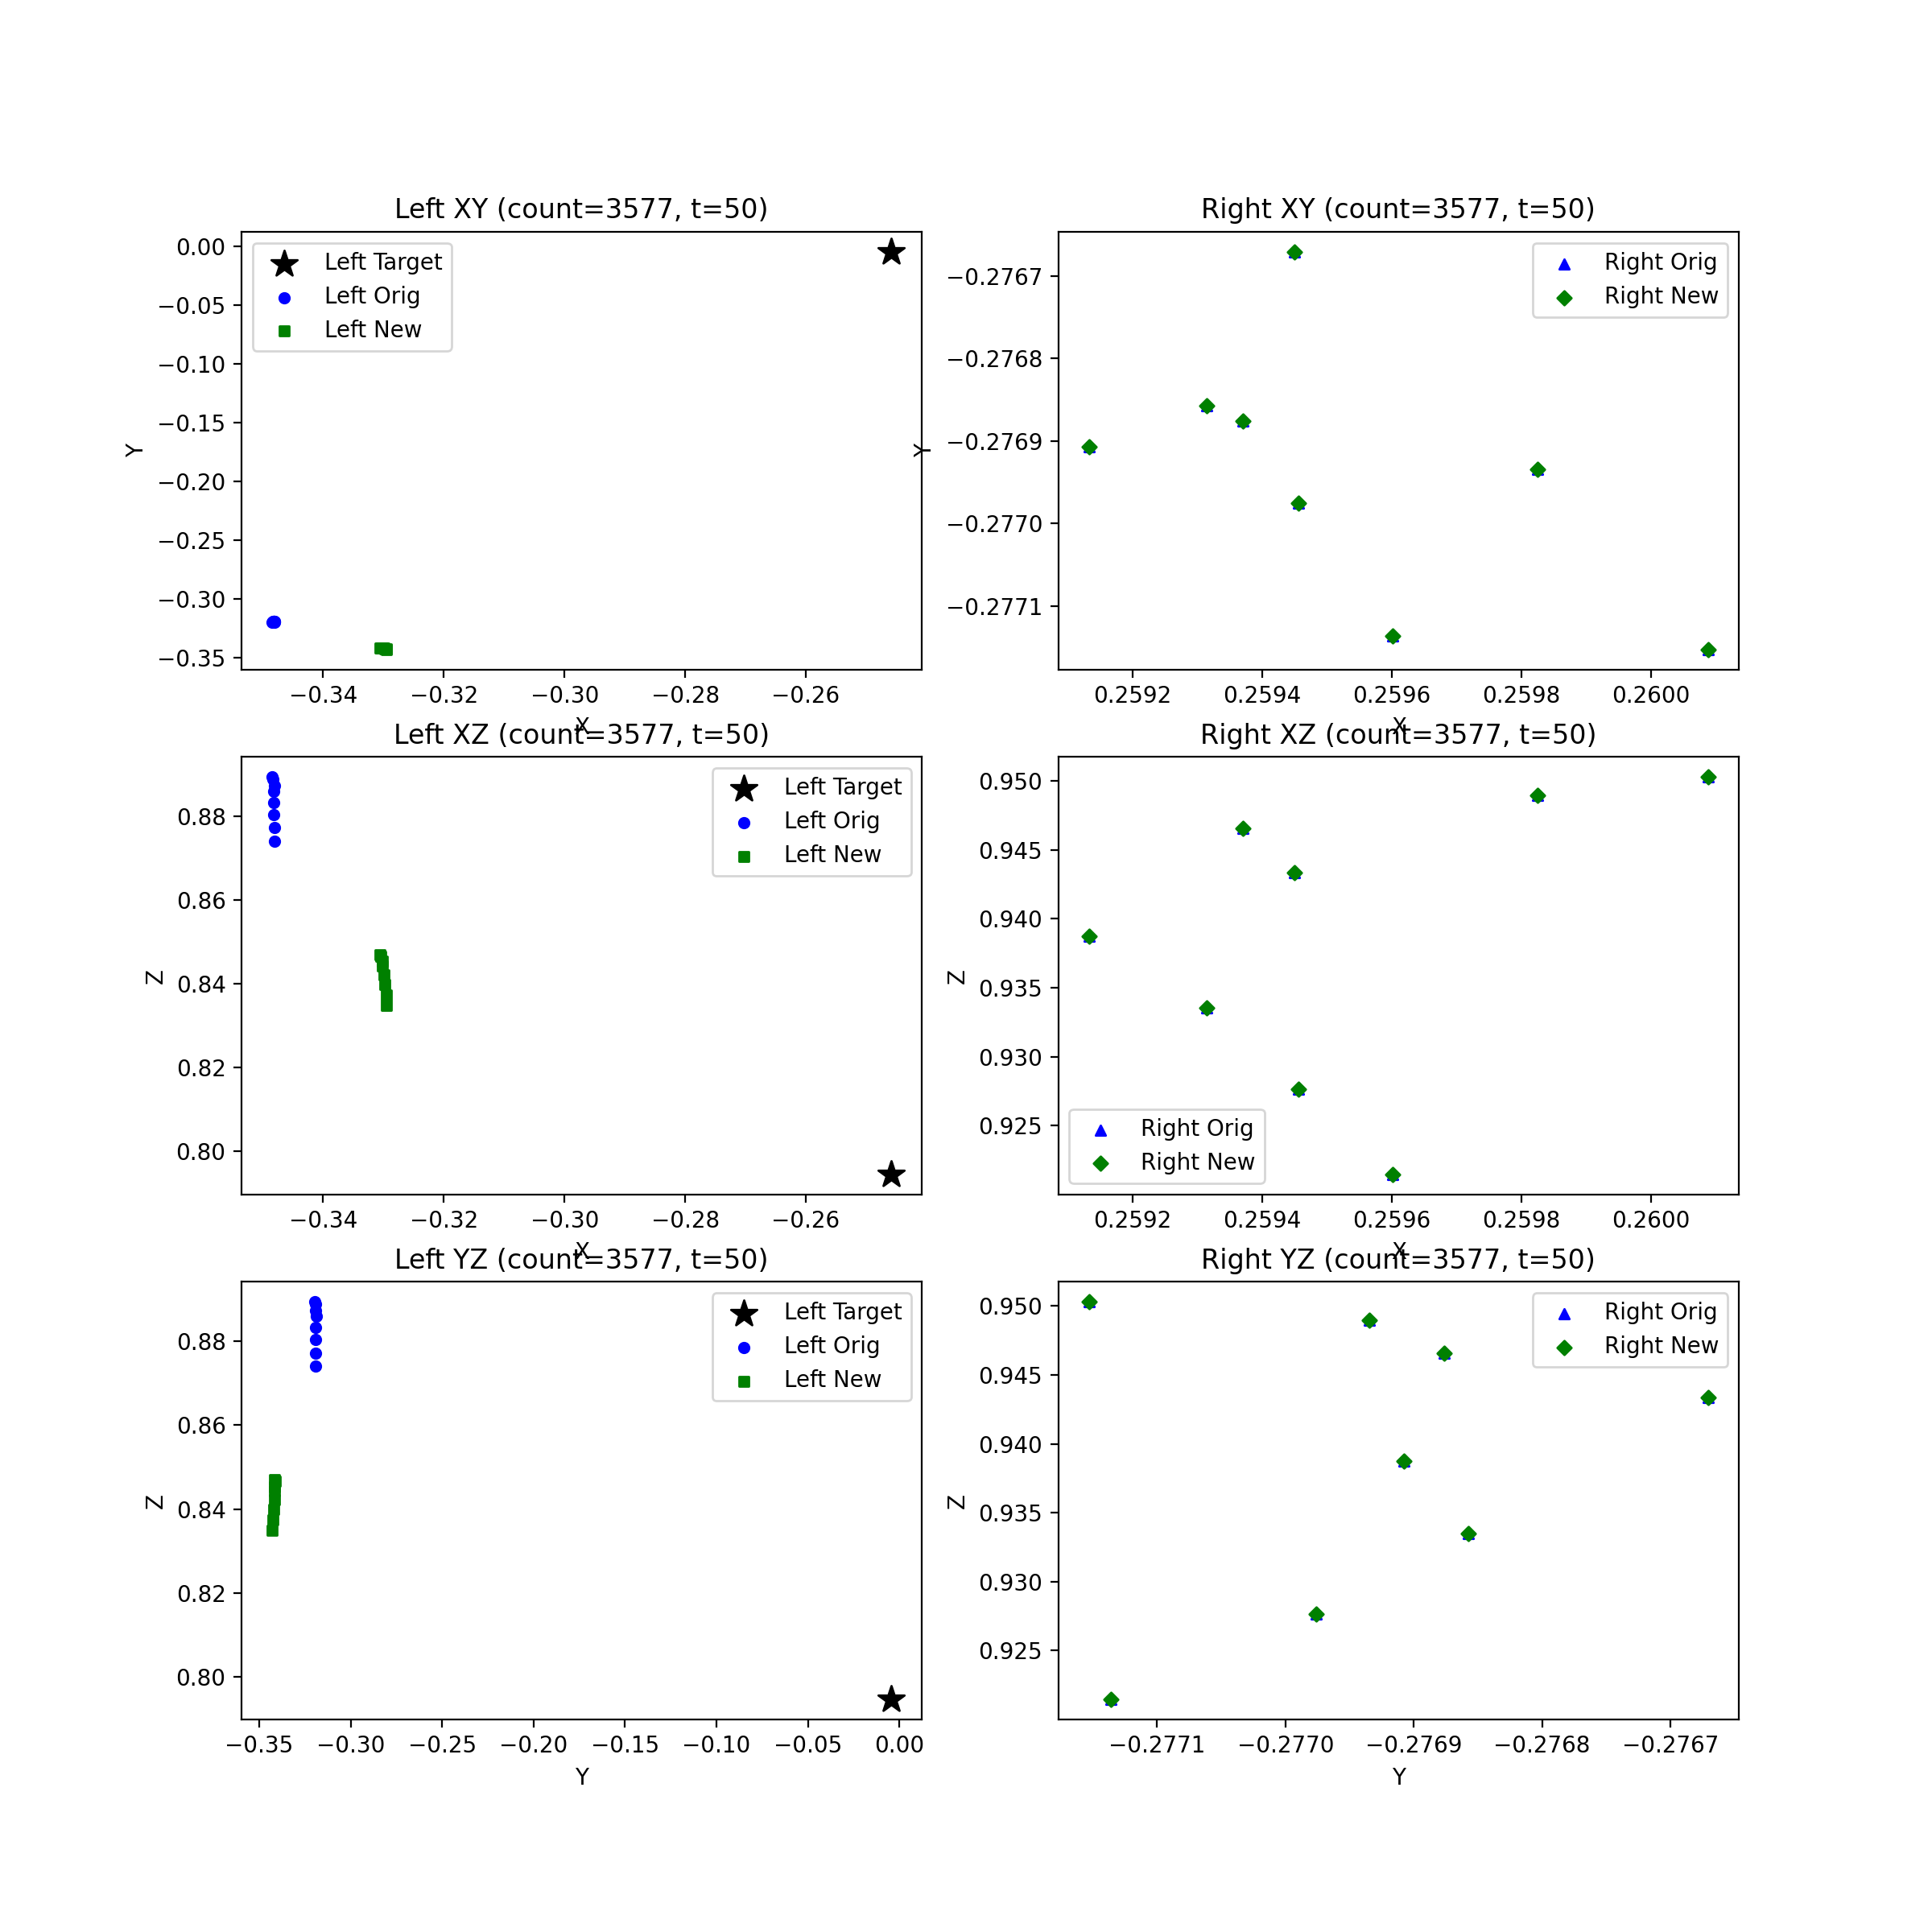 Left XY (count=3577, t=50)
Left Target
Left Orig
Left New
0.00
−0.05
−0.10
−0.15
−0.20
−0.25
−0.30
−0.35
Y
−0.34
−0.32
−0.30
−0.28
−0.26
X
Right XY (count=3577, t=50)
Right Orig
Right New
−0.2767
−0.2768
−0.2769
−0.2770
−0.2771
Y
0.2592
0.2594
0.2596
0.2598
0.2600
X
Left XZ (count=3577, t=50)
Left Target
Left Orig
Left New
0.88
0.86
0.84
0.82
0.80
Z
−0.34
−0.32
−0.30
−0.28
−0.26
X
Right XZ (count=3577, t=50)
0.950
0.945
0.940
0.935
0.930
0.925
Z
Right Orig
Right New
0.2592
0.2594
0.2596
0.2598
0.2600
X
Left YZ (count=3577, t=50)
Left Target
Left Orig
Left New
0.88
0.86
0.84
0.82
0.80
Z
−0.35
−0.30
−0.25
−0.20
−0.15
−0.10
−0.05
0.00
Y
Right YZ (count=3577, t=50)
Right Orig
Right New
0.950
0.945
0.940
0.935
0.930
0.925
Z
−0.2771
−0.2770
−0.2769
−0.2768
−0.2767
Y